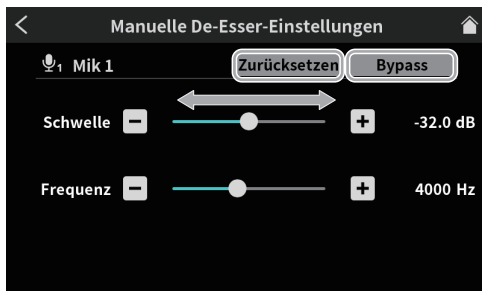 Manuelle De-Esser-Einstellungen
1 Mik 1 Zurücksetzen Bypass
Schwelle -32.0 dB
Frequenz 4000 Hz